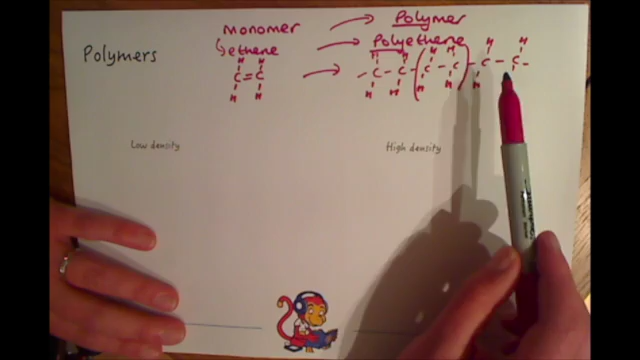 monomer → Polymer
Polymers
ethene → Polyethene
H H H H H H H H
C=C → -C-C-(C-C)-C-C-
H H H H H H H
Low density High density